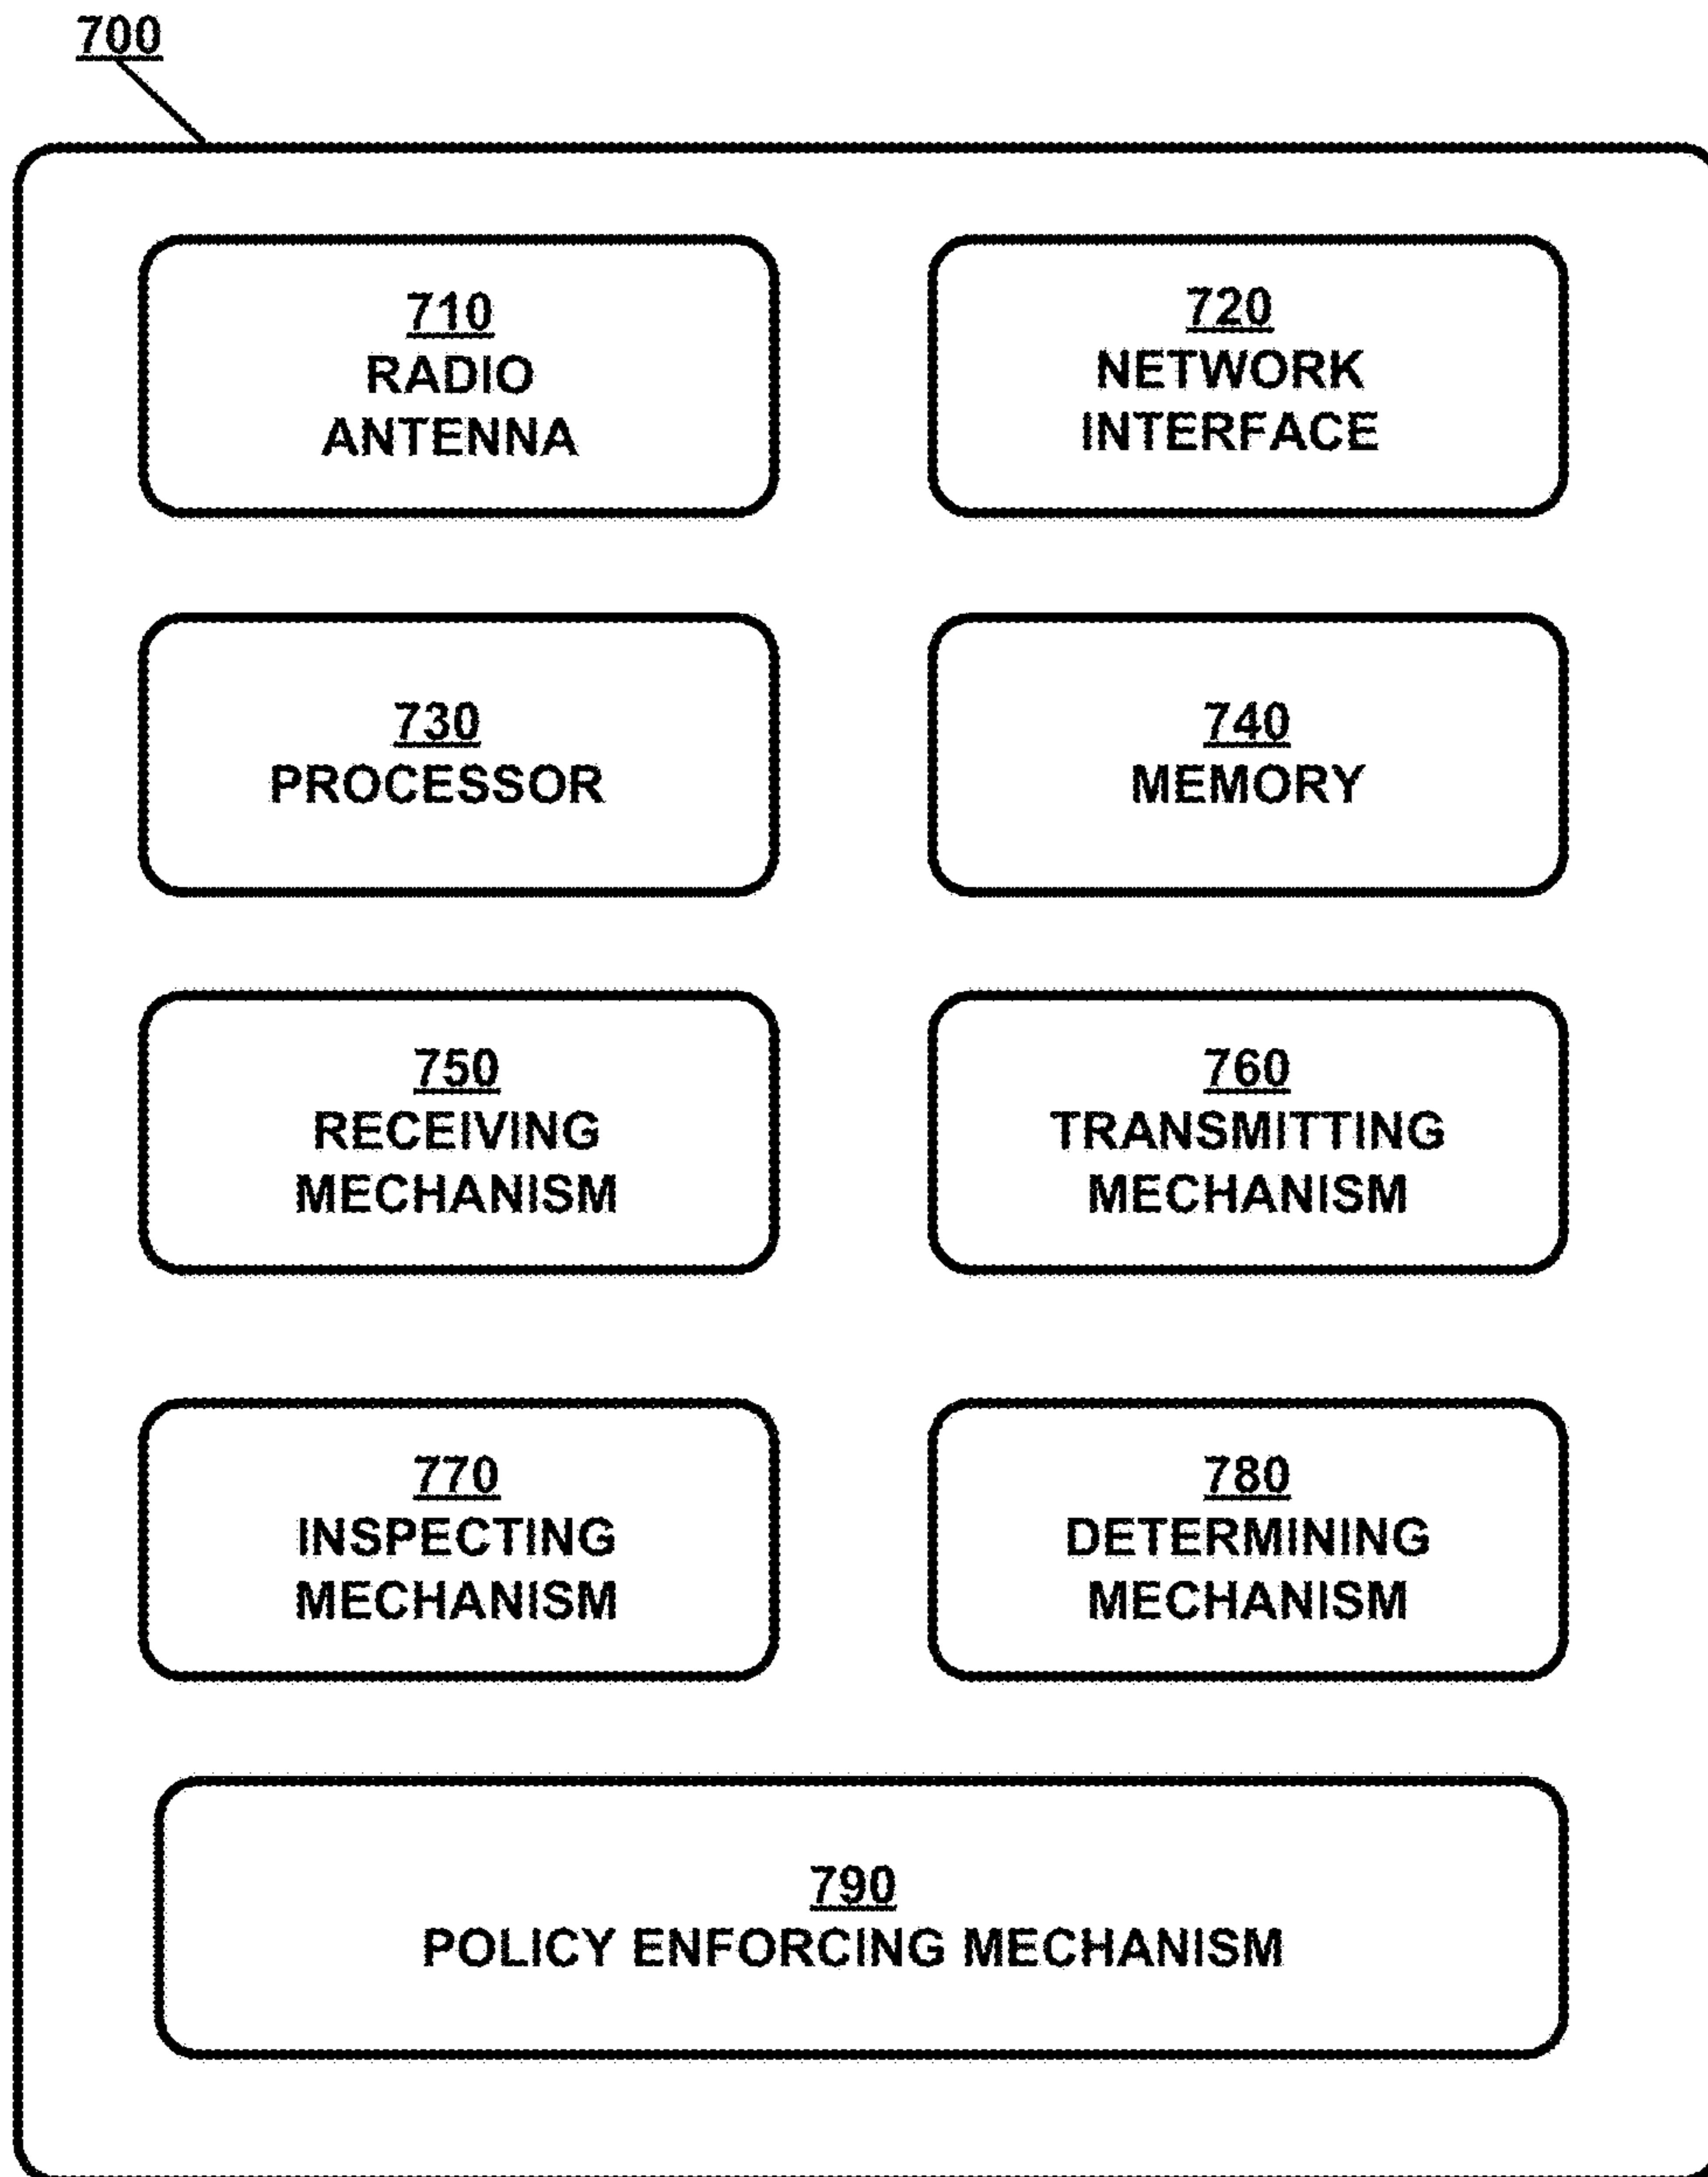 700
710
RADIO
ANTENNA
720
NETWORK
INTERFACE
730
PROCESSOR
740
MEMORY
750
RECEIVING
MECHANISM
760
TRANSMITTING
MECHANISM
770
INSPECTING
MECHANISM
780
DETERMINING
MECHANISM
790
POLICY ENFORCING MECHANISM